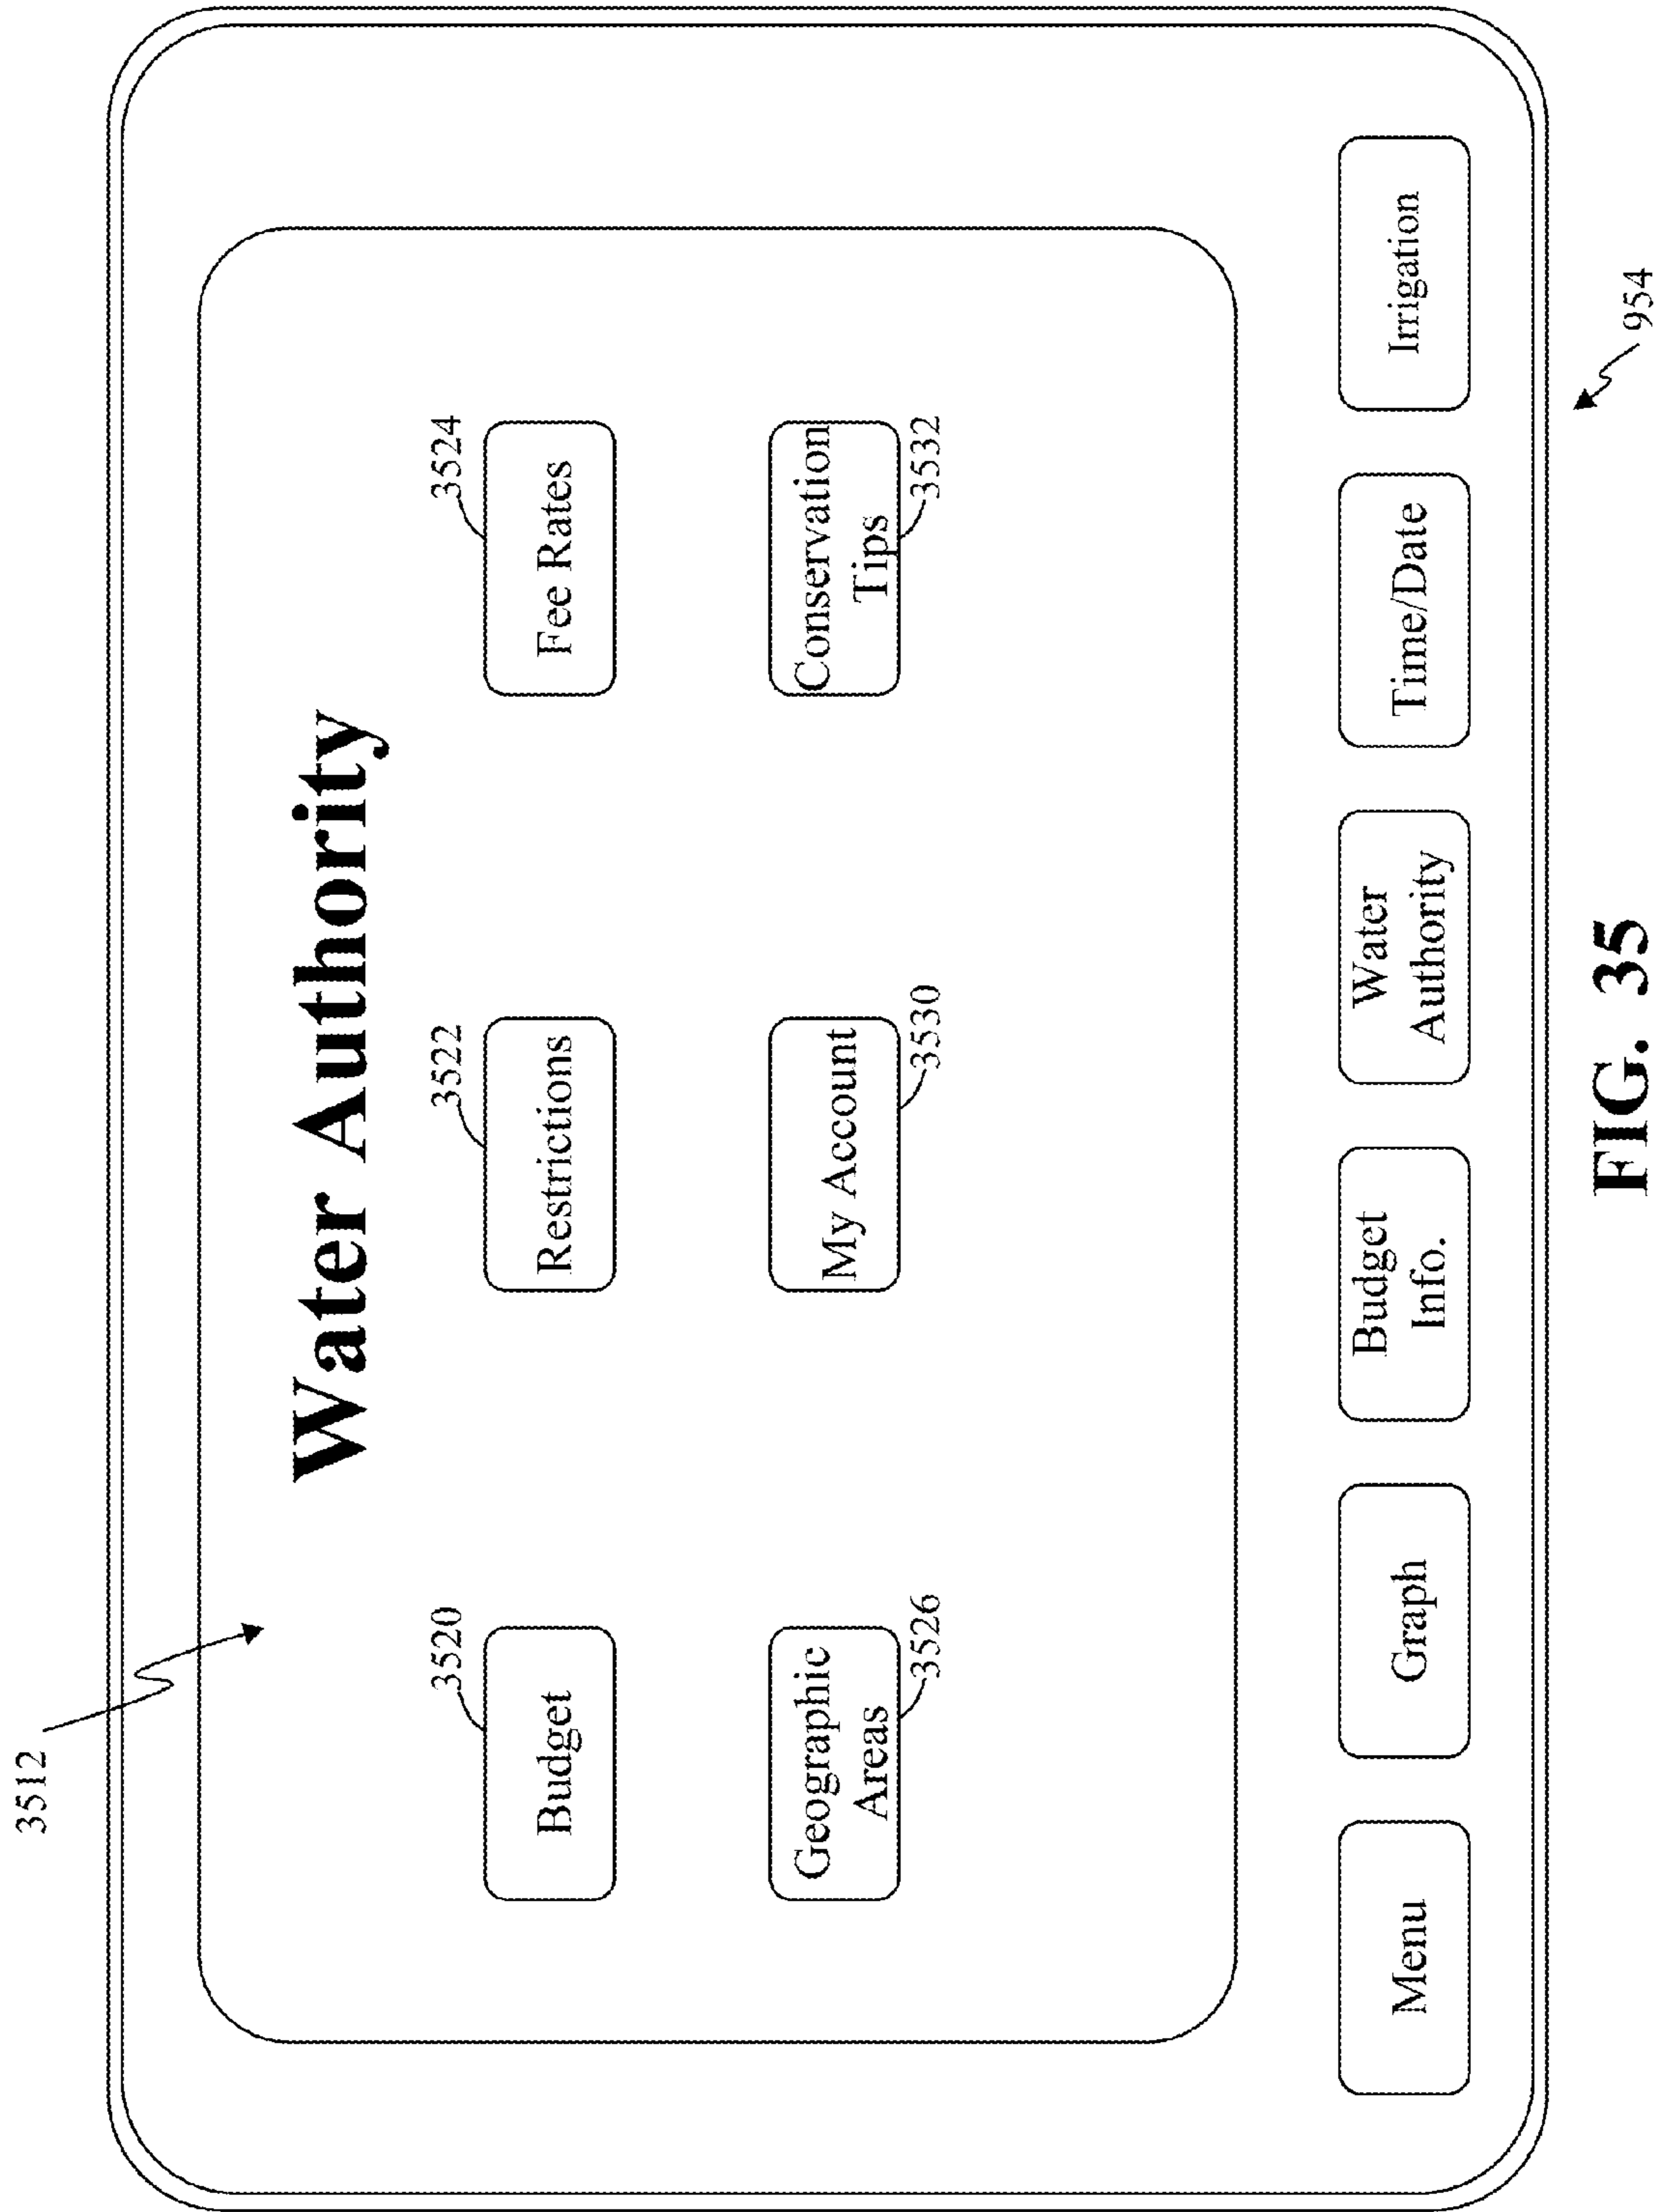 3512
Water Authority
3520
3522
3524
Budget
Restrictions
Fee Rates
Geographic
Areas
My Account
Conservation
Tips
3526
3530
3532
Menu
Graph
Budget
Info.
Water
Authority
Time/Date
Irrigation
954
FIG. 35